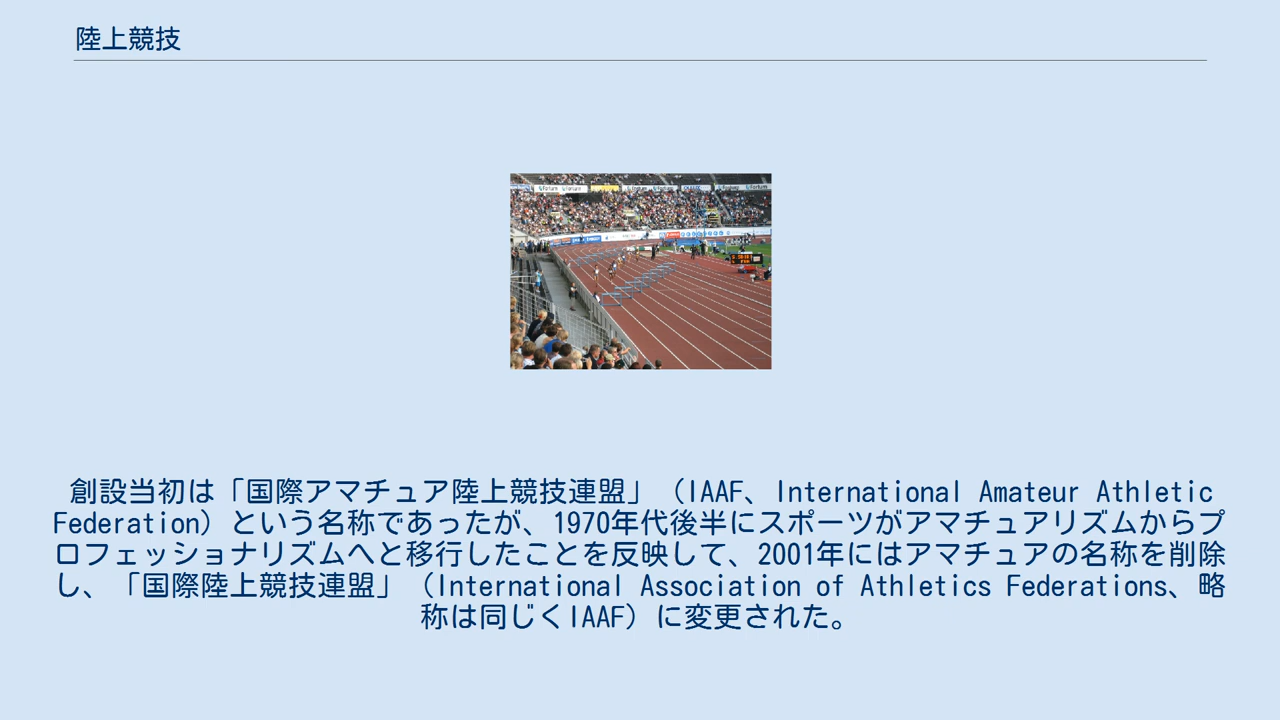 陸上競技
創設当初は「国際アマチュア陸上競技連盟」（IAAF、International Amateur Athletic
Federation）という名称であったが、1970年代後半にスポーツがアマチュアリズムからプ
ロフェッショナリズムへと移行したことを反映して、2001年にはアマチュアの名称を削除
し、「国際陸上競技連盟」（International Association of Athletics Federations、略
称は同じくIAAF）に変更された。